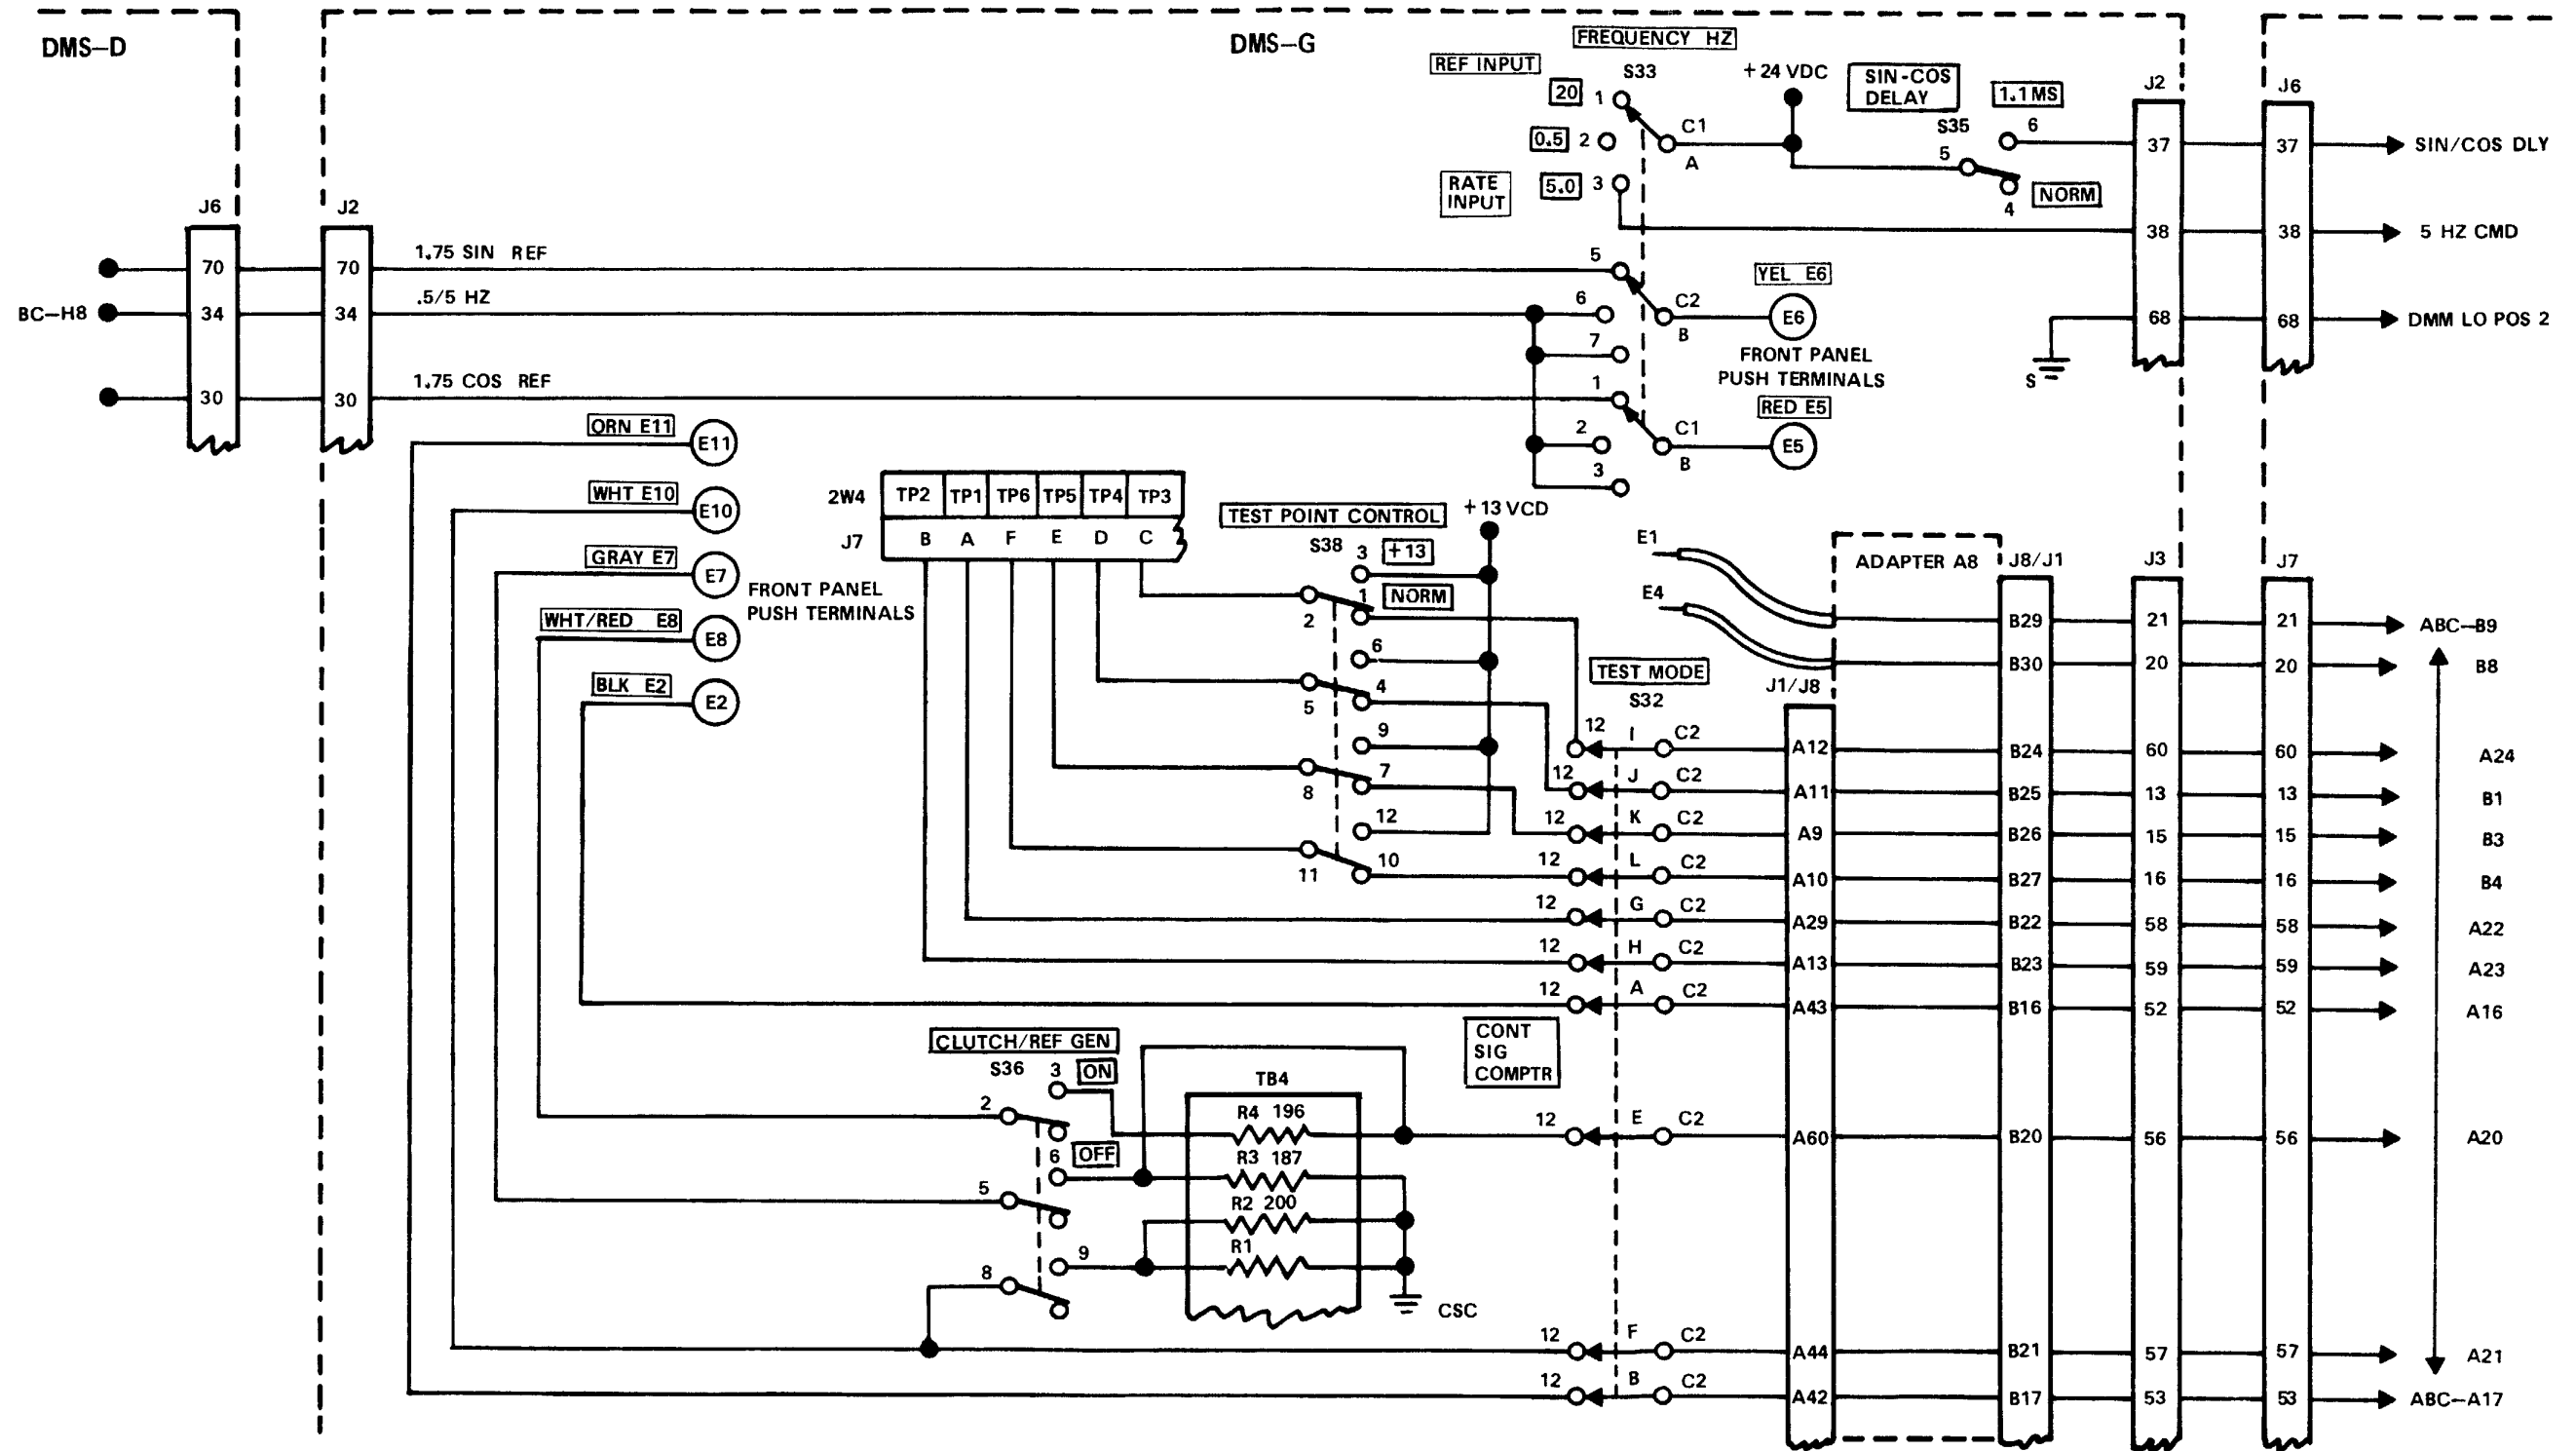 DMS-D
DMS-G
FREQUENCY HZ
REF INPUT
S33
+24 VDC
SIN-COS
DELAY
1.1 MS
20
1
C1
A
0.5
2
S35
6
5
RATE
INPUT
5.0
3
NORM
4
J2
J6
37
37
SIN/COS DLY
38
38
5 HZ CMD
68
68
DMM LO POS 2
S
J6
J2
70
70
1.75 SIN REF
5
BC-H8
34
34
.5/5 HZ
6
7
30
30
1.75 COS REF
1
2
3
C2
B
YEL E6
E6
FRONT PANEL
PUSH TERMINALS
RED E5
C1
B
E5
ORN E11
E11
WHT E10
E10
GRAY E7
E7
FRONT PANEL
PUSH TERMINALS
WHT/RED E8
E8
BLK E2
E2
2W4
TP2 TP1 TP6 TP5 TP4 TP3
J7
B A F E D C
TEST POINT CONTROL
+13 VCD
S38
3
+13
1
NORM
2
6
4
5
9
7
8
12
10
11
E1
E4
ADAPTER A8
J8/J1
J3
J7
TEST MODE
S32
J1/J8
B29
21
21
ABC-B9
B30
20
20
B8
12 I C2
A12
B24
60
60
A24
12 J C2
A11
B25
13
13
B1
12 K C2
A9
B26
15
15
B3
12 L C2
A10
B27
16
16
B4
12 G C2
A29
B22
58
58
A22
12 H C2
A13
B23
59
59
A23
12 A C2
A43
B16
52
52
A16
CONT
SIG
COMPTR
CLUTCH/REF GEN
S36
3
ON
2
OFF
6
5
9
8
TB4
R4 196
R3 187
R2 200
R1
CSC
12 E C2
A60
B20
56
56
A20
12 F C2
A44
B21
57
57
A21
12 B C2
A42
B17
53
53
ABC-A17